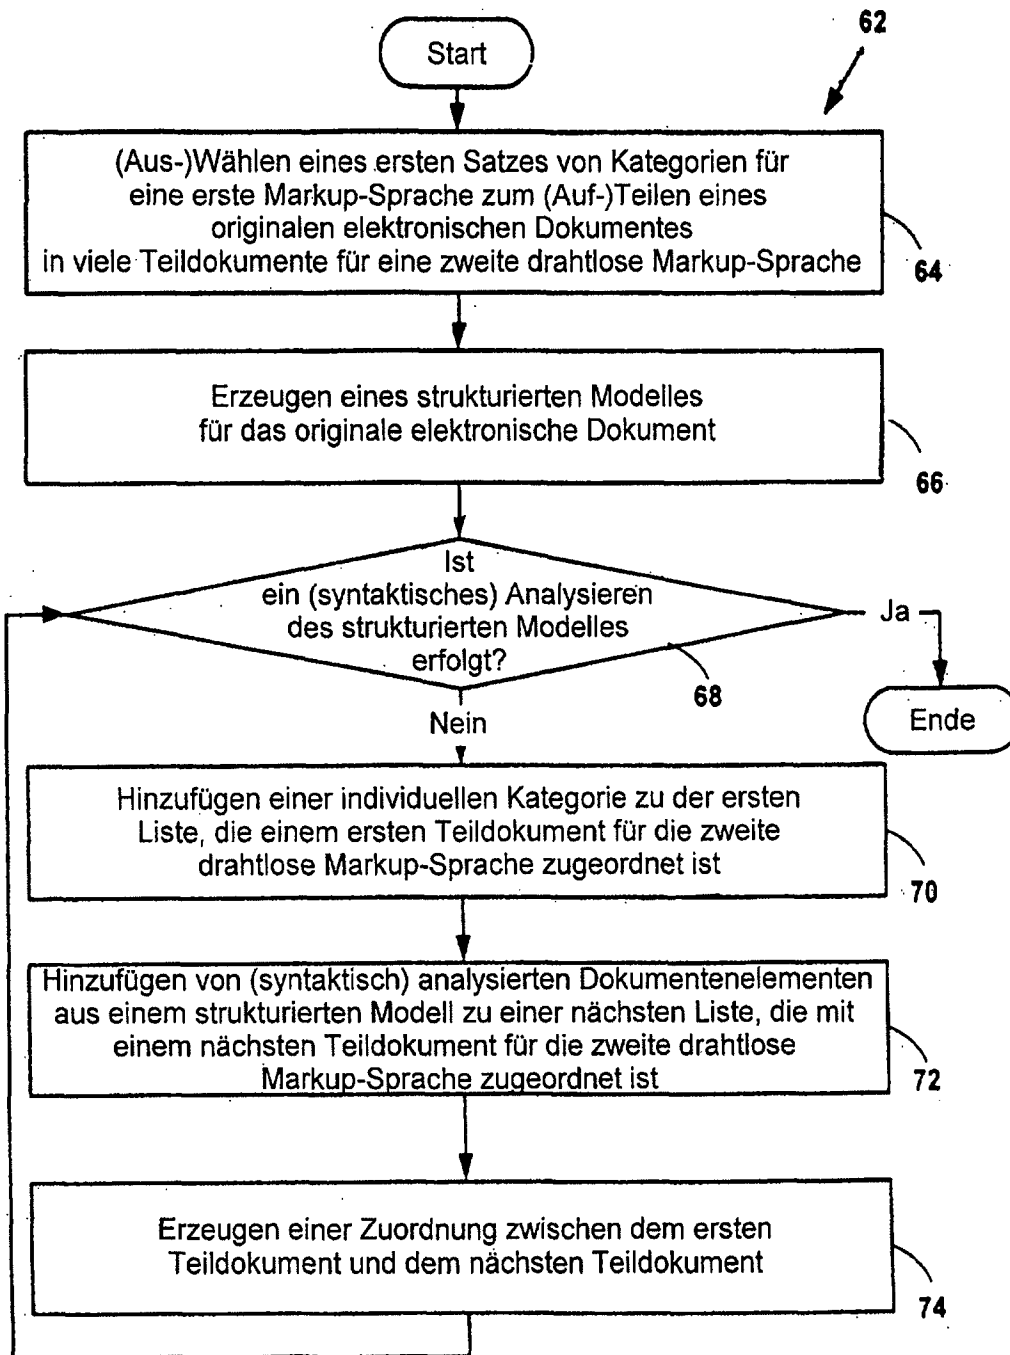 62
Start
(Aus-)Wählen eines ersten Satzes von Kategorien für
eine erste Markup-Sprache zum (Auf-)Teilen eines
originalen elektronischen Dokumentes
in viele Teildokumente für eine zweite drahtlose Markup-Sprache
64
Erzeugen eines strukturierten Modelles
für das originale elektronische Dokument
66
Ist
ein (syntaktisches) Analysieren
des strukturierten Modelles
erfolgt?
Ja
68
Ende
Nein
Hinzufügen einer individuellen Kategorie zu der ersten
Liste, die einem ersten Teildokument für die zweite
drahtlose Markup-Sprache zugeordnet ist
70
Hinzufügen von (syntaktisch) analysierten Dokumentenelementen
aus einem strukturierten Modell zu einer nächsten Liste, die mit
einem nächsten Teildokument für die zweite drahtlose
Markup-Sprache zugeordnet ist
72
Erzeugen einer Zuordnung zwischen dem ersten
Teildokument und dem nächsten Teildokument
74